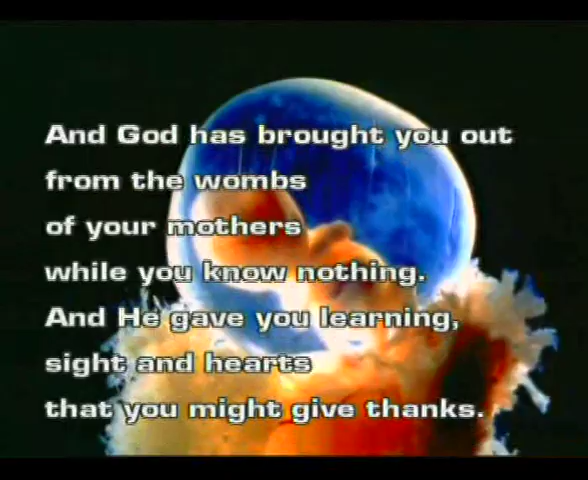 And God has brought you out
from the wombs
of your mothers
while you know nothing.
And He gave you learning,
sight and hearts
that you might give thanks.